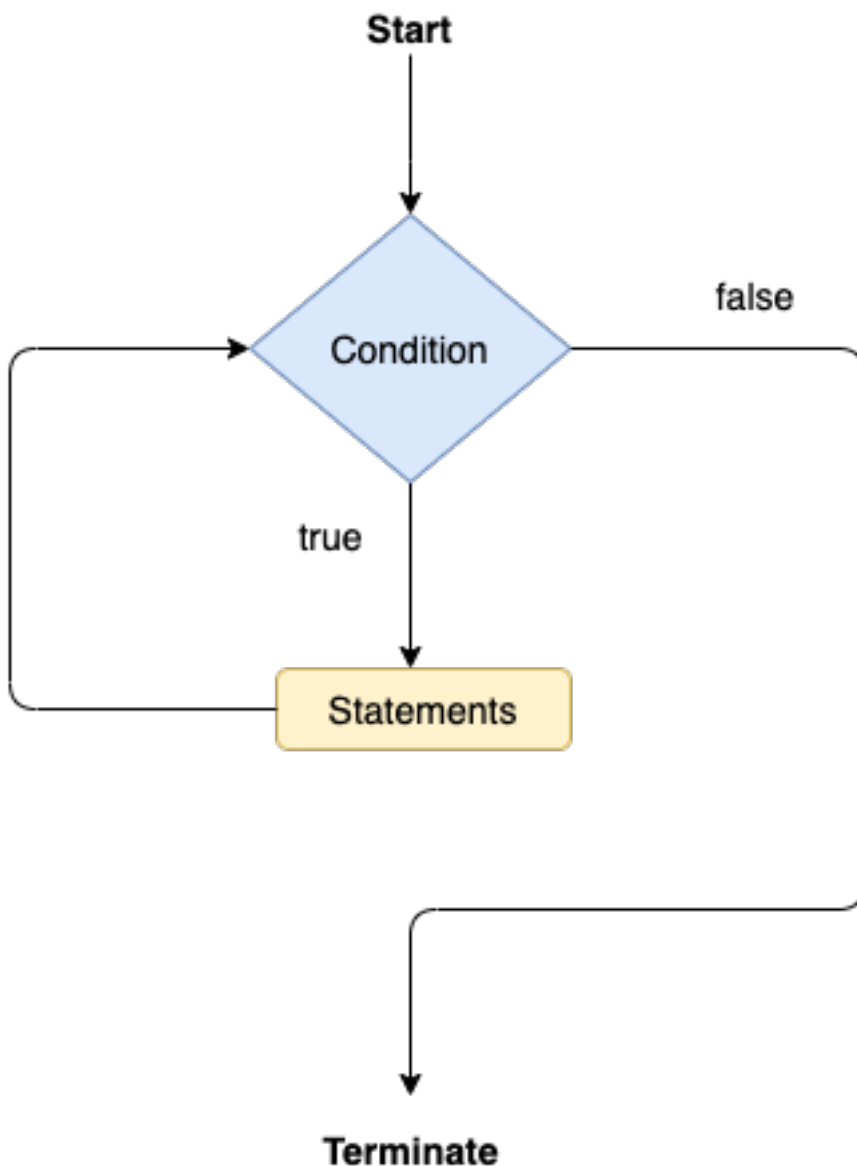 Start
false
Condition
true
Statements
Terminate